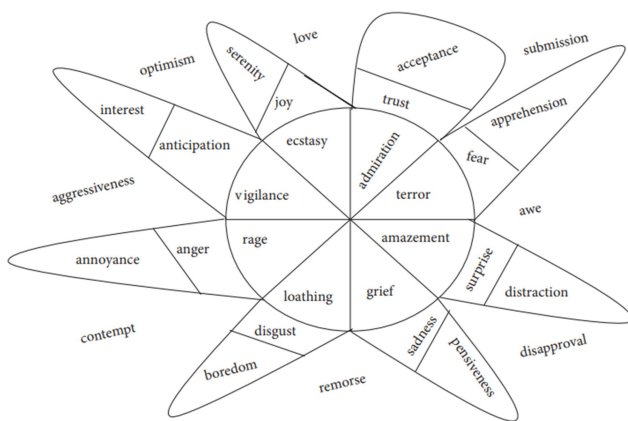 love
optimism
serenity
joy
acceptance
trust
submission
apprehension
fear
interest
anticipation
ecstasy
admiration
vigilance
terror
aggressiveness
awe
annoyance
anger
rage
amazement
surprise
distraction
loathing
grief
contempt
disgust
boredom
sadness
pensiveness
disapproval
remorse